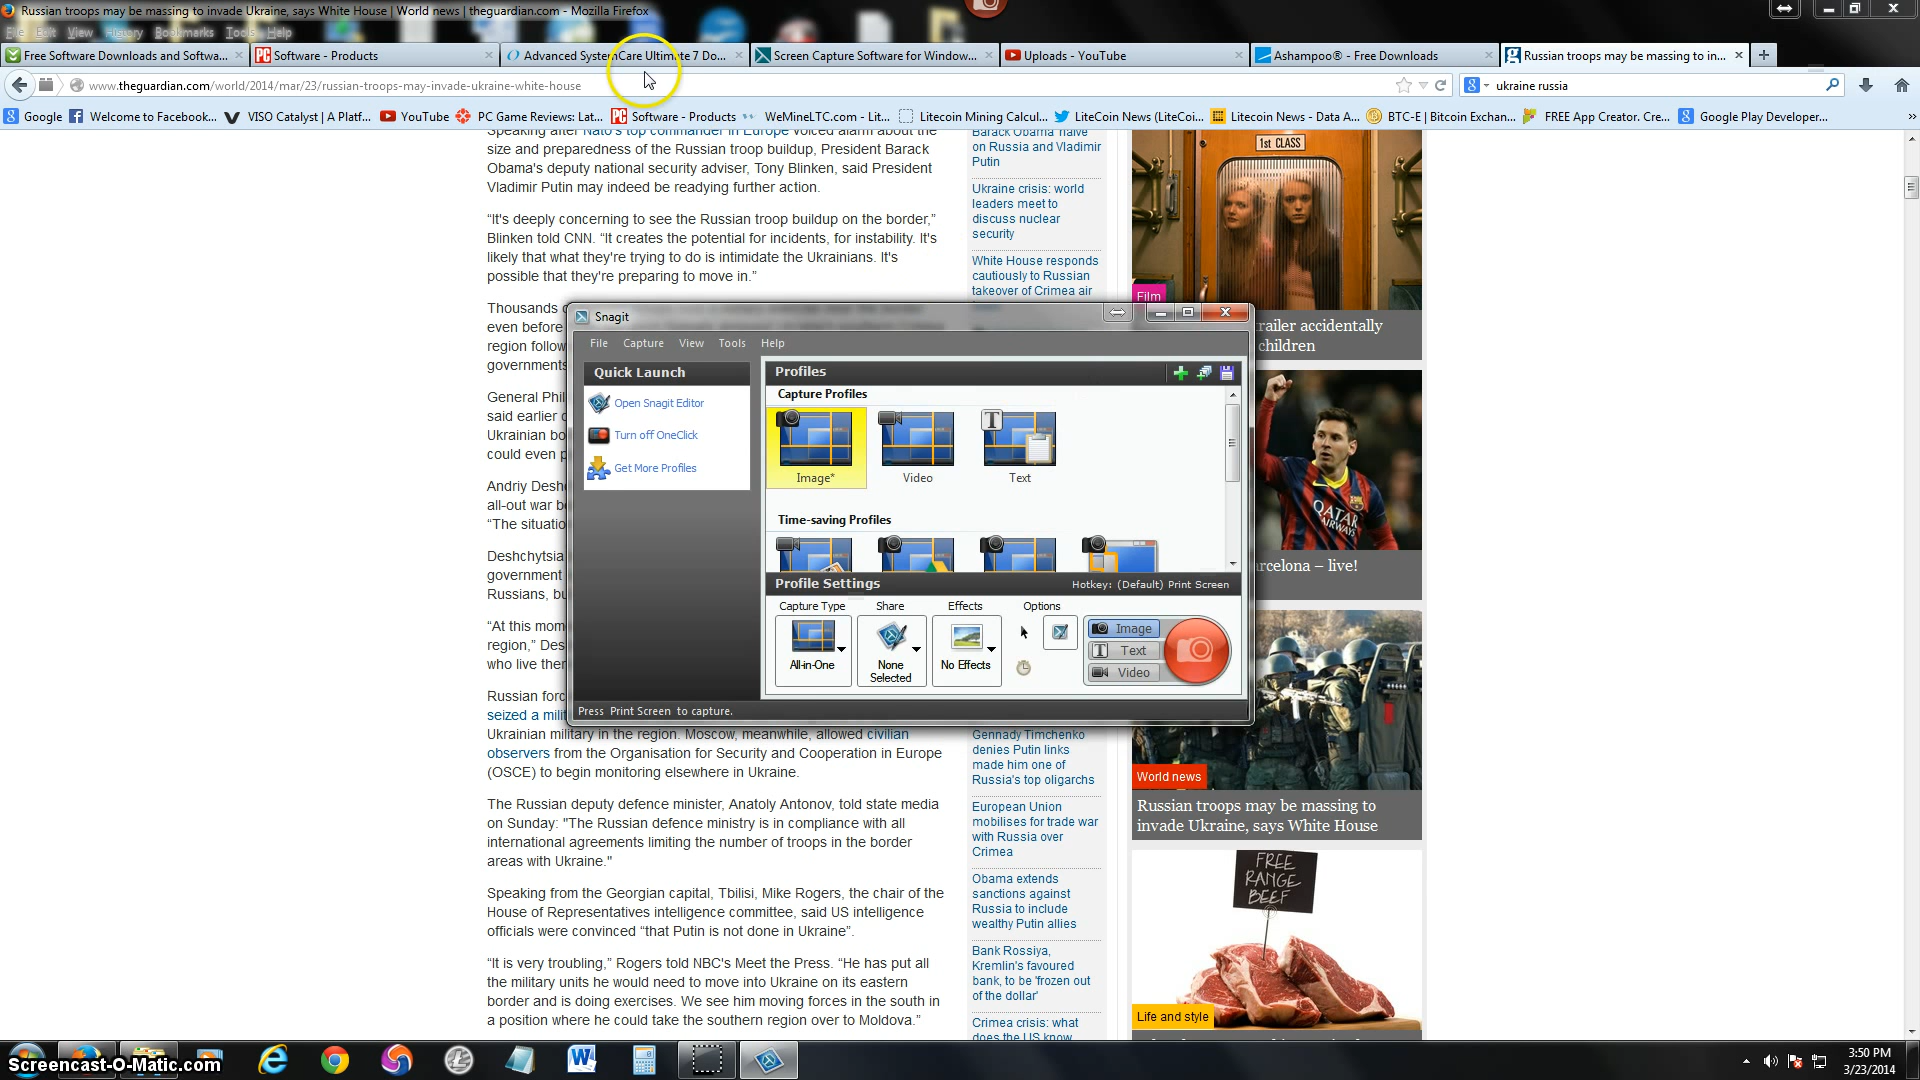 Russian troops may be massing to invade Ukraine, says White House | World news | theguardian.com - Mozilla Firefox
File Edit View History Bookmarks Tools Help
Free Software Downloads and Softwa...
Software - Products
Advanced SystemCare Ultimate 7 Do...
Screen Capture Software for Window...
Uploads - YouTube
Ashampoo® - Free Downloads
Russian troops may be massing to in...
www.theguardian.com/world/2014/mar/23/russian-troops-may-invade-ukraine-white-house
ukraine russia
Google
Welcome to Facebook...
VISO Catalyst | A Platf...
YouTube
PC Game Reviews: Lat...
Software - Products
WeMineLTC.com - Lit...
Litecoin Mining Calcul...
LiteCoin News (LiteCoi...
Litecoin News - Data A...
BTC-E | Bitcoin Exchan...
FREE App Creator. Cre...
Google Play Developer...
Speaking after Nato's top commander in Europe voiced alarm about the
size and preparedness of the Russian troop buildup, President Barack
Obama's deputy national security adviser, Tony Blinken, said President
Vladimir Putin may indeed be readying further action.
“It's deeply concerning to see the Russian troop buildup on the border,”
Blinken told CNN. “It creates the potential for incidents, for instability. It's
likely that what they're trying to do is intimidate the Ukrainians. It's
possible that they're preparing to move in.”
Thousands
even before
region follow
governments
General Phil
said earlier
Ukrainian bo
could even p
Andriy Desh
all-out war be
“The situatio
Deshchytsia
government
Russians, bu
“At this mom
region,” Des
who live ther
Russian forc
seized a mili
Ukrainian military in the region. Moscow, meanwhile, allowed civilian
observers from the Organisation for Security and Cooperation in Europe
(OSCE) to begin monitoring elsewhere in Ukraine.
The Russian deputy defence minister, Anatoly Antonov, told state media
on Sunday: "The Russian defence ministry is in compliance with all
international agreements limiting the number of troops in the border
areas with Ukraine."
Speaking from the Georgian capital, Tbilisi, Mike Rogers, the chair of the
House of Representatives intelligence committee, said US intelligence
officials were convinced “that Putin is not done in Ukraine”.
“It is very troubling,” Rogers told NBC's Meet the Press. “He has put all
the military units he would need to move into Ukraine on its eastern
border and is doing exercises. We see him moving forces in the south in
a position where he could take the southern region over to Moldova.”
Barack Obama 'naive
on Russia and Vladimir
Putin
Ukraine crisis: world
leaders meet to
discuss nuclear
security
White House responds
cautiously to Russian
takeover of Crimea air
Snagit
File Capture View Tools Help
Quick Launch
Open Snagit Editor
Turn off OneClick
Get More Profiles
Profiles
Capture Profiles
Image*
Video
Text
Time-saving Profiles
Profile Settings
Hotkey: (Default) Print Screen
Capture Type
Share
Effects
Options
All-in-One
None
Selected
No Effects
Image
Text
Video
Press Print Screen to capture.
Gennady Timchenko
denies Putin links
made him one of
Russia's top oligarchs
European Union
mobilises for trade war
with Russia over
Crimea
Obama extends
sanctions against
Russia to include
wealthy Putin allies
Bank Rossiya,
Kremlin's favoured
bank, to be 'frozen out
of the dollar'
Crimea crisis: what
does the US know
1st CLASS
Film
railer accidentally
children
QATAR
AIRWAYS
rcelona – live!
World news
Russian troops may be massing to
invade Ukraine, says White House
FREE
RANGE
BEEF
Life and style
Screencast-O-Matic.com
3:50 PM
3/23/2014